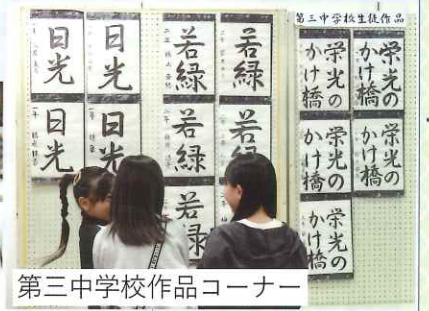 第三中学校生徒作品
日光
日光
若緑
若緑
栄光の
かけ橋
栄光の
かけ橋
日光
日光
若緑
若緑
栄光の
かけ橋
栄光の
かけ橋
若緑
栄光の
かけ橋
第三中学校作品コーナー